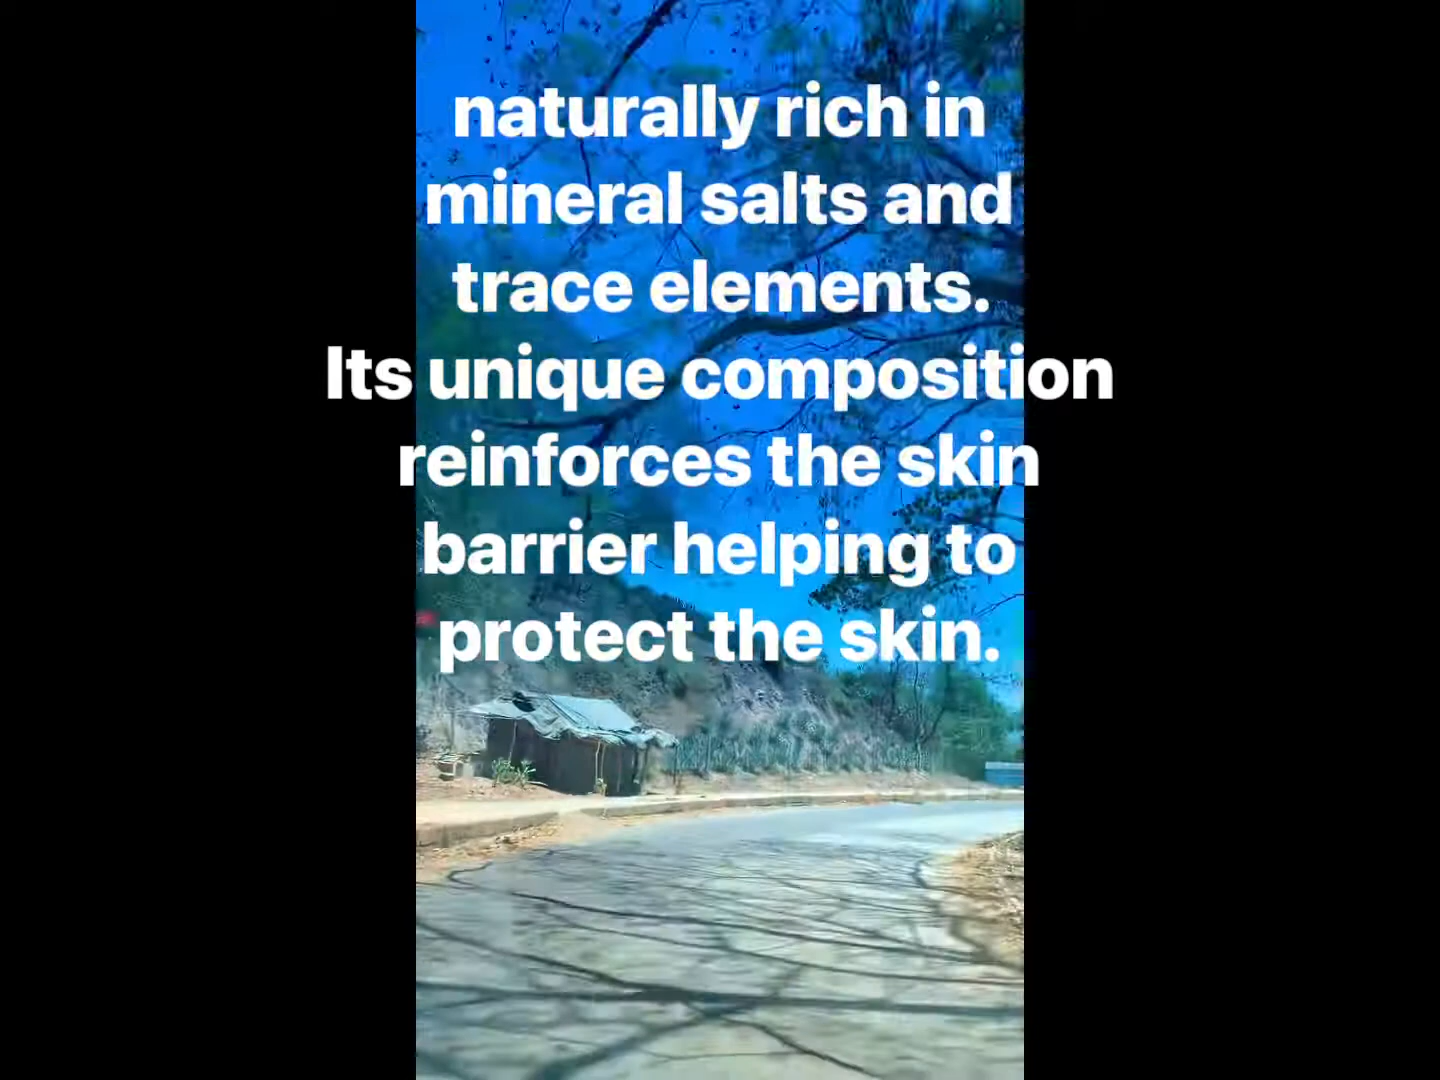 naturally rich in
mineral salts and
trace elements.
Its unique composition
reinforces the skin
barrier helping to
protect the skin.